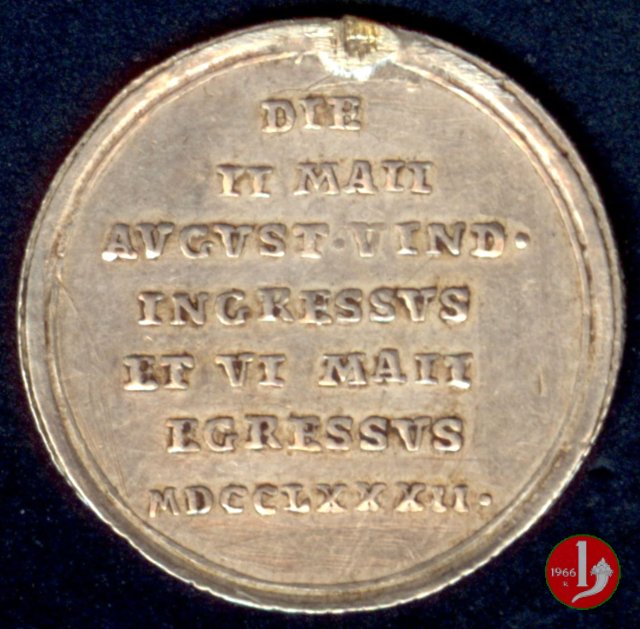 DIE
II MAII
AVGVST·VIND·
INGRESSVS
ET VI MAII
EGRESSVS
MDCCLXXXII·
1966
R